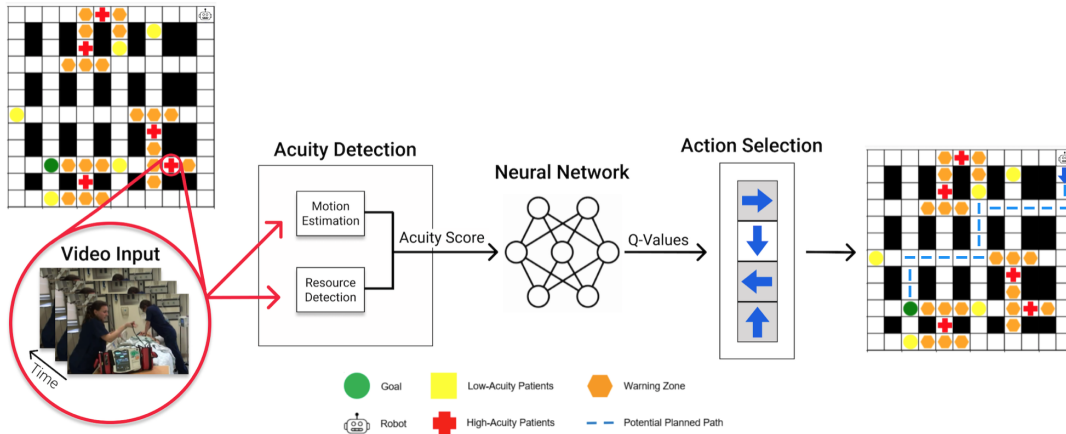 Acuity Detection
Motion
Estimation
Resource
Detection
Acuity Score
Neural Network
Q-Values
Action Selection
Video Input
Time
Goal
Low-Acuity Patients
Warning Zone
Robot
High-Acuity Patients
Potential Planned Path